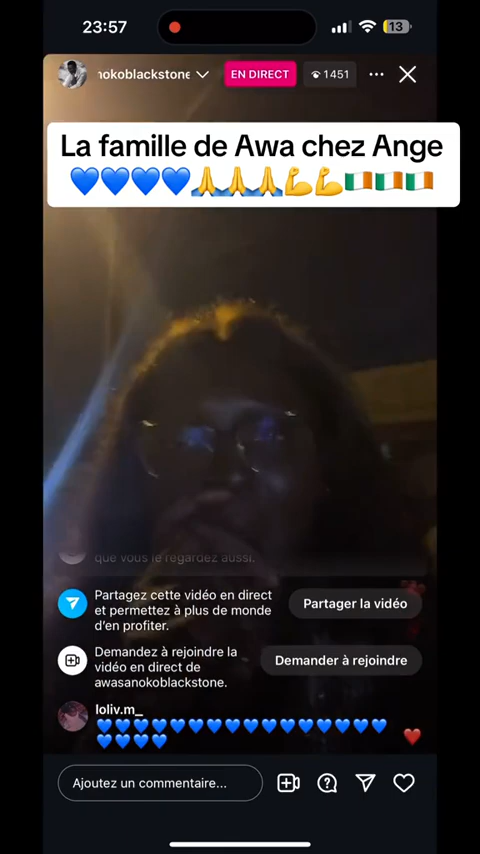 23:57
13
nokoblackstone
EN DIRECT
1451
La famille de Awa chez Ange
💙💙💙💙🙏🙏🙏💪💪🇮🇪🇮🇪🇮🇪
que vous le regardez aussi.
Partagez cette vidéo en direct
et permettez à plus de monde
d'en profiter.
Partager la vidéo
Demandez à rejoindre la
vidéo en direct de
awasanokoblackstone.
Demander à rejoindre
loliv.m_
💙💙💙💙💙💙💙💙💙💙💙💙💙💙💙💙
💙💙💙💙
Ajoutez un commentaire...